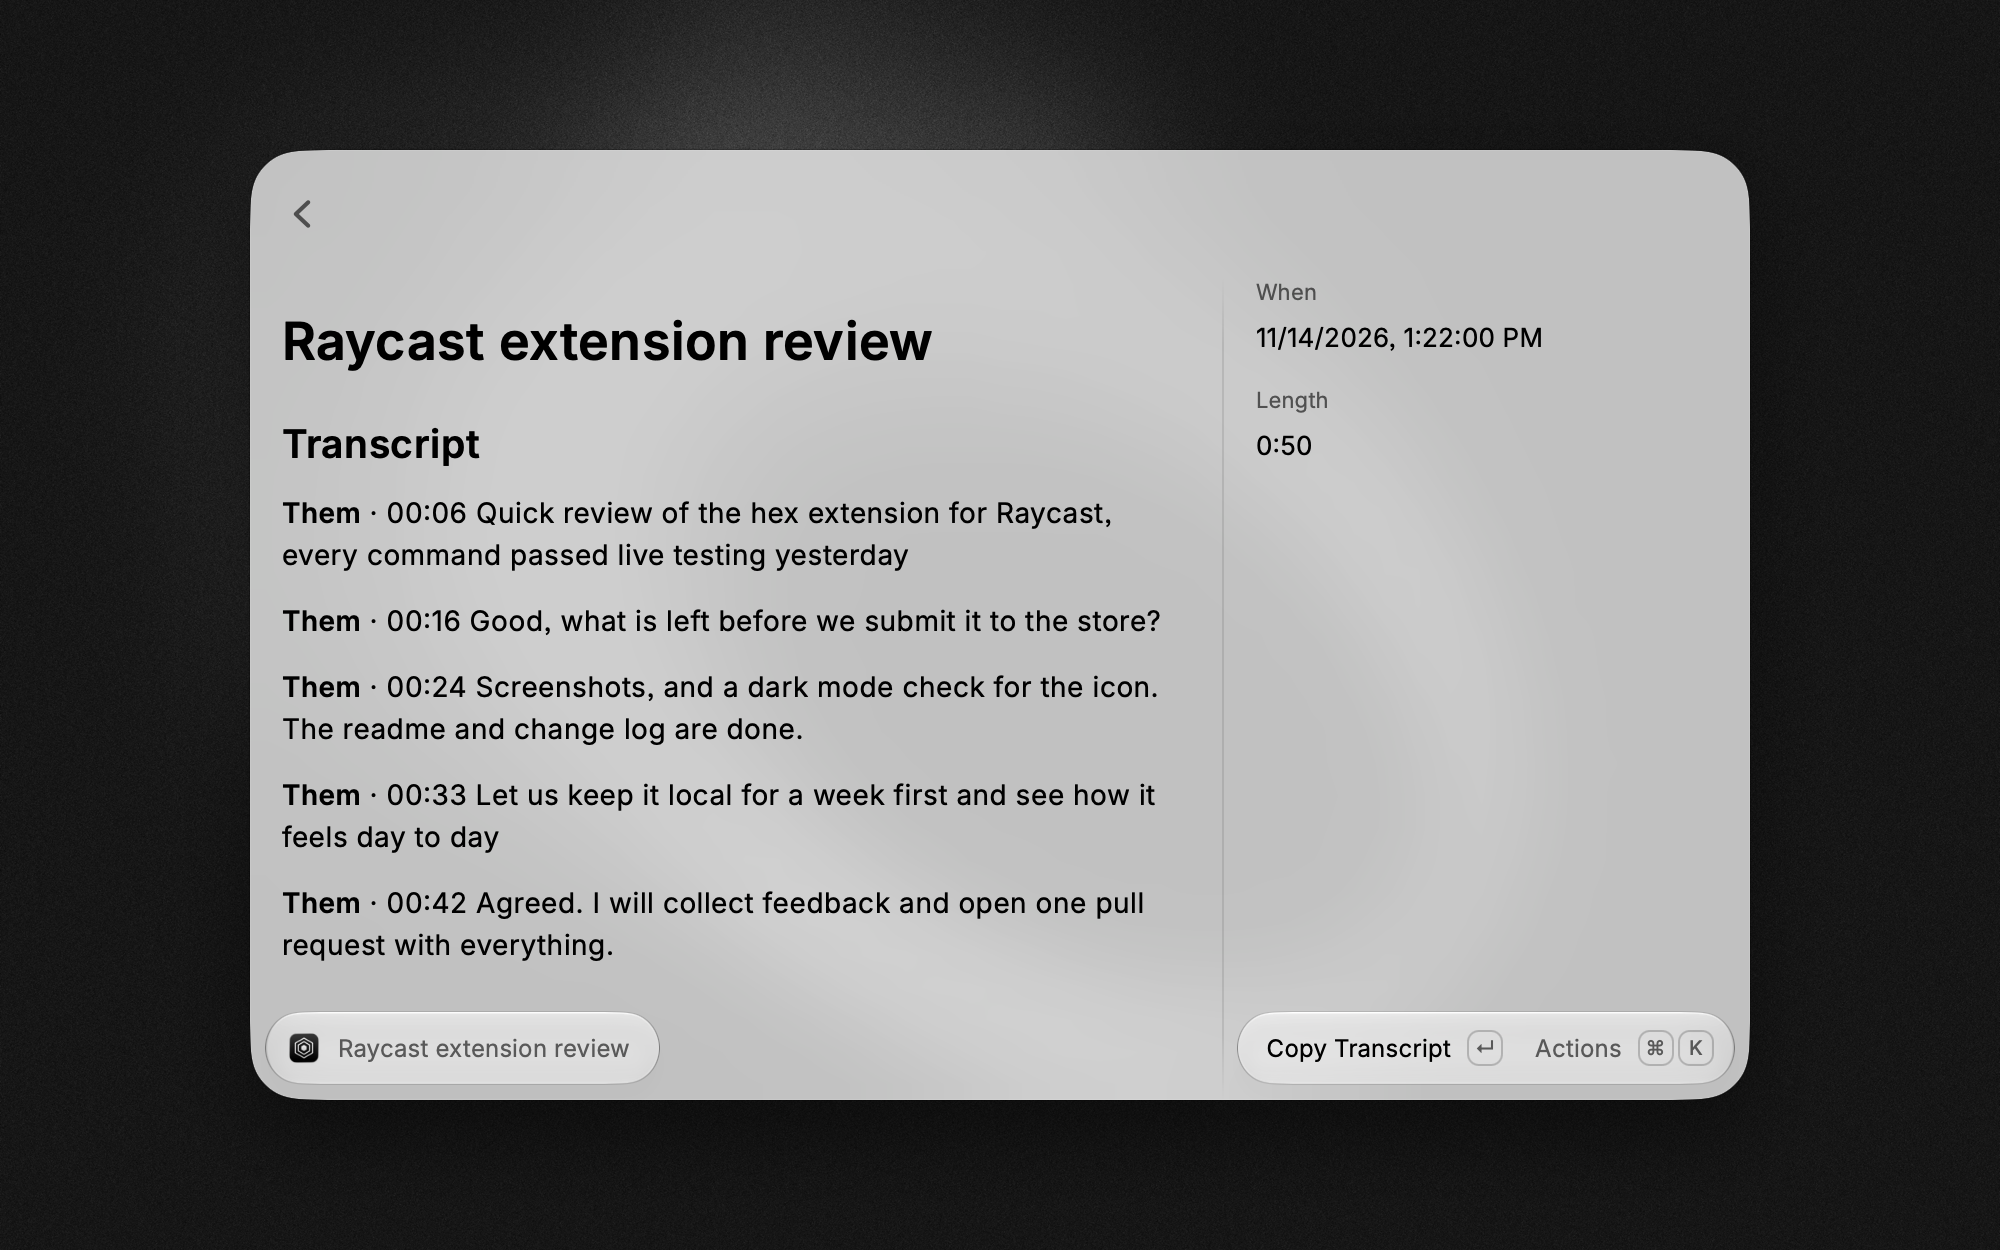 Raycast extension review
Transcript
Them · 00:06 Quick review of the hex extension for Raycast,
every command passed live testing yesterday
Them · 00:16 Good, what is left before we submit it to the store?
Them · 00:24 Screenshots, and a dark mode check for the icon.
The readme and change log are done.
Them · 00:33 Let us keep it local for a week first and see how it
feels day to day
Them · 00:42 Agreed. I will collect feedback and open one pull
request with everything.
When
11/14/2026, 1:22:00 PM
Length
0:50
Raycast extension review
Copy Transcript ↵ Actions ⌘ K